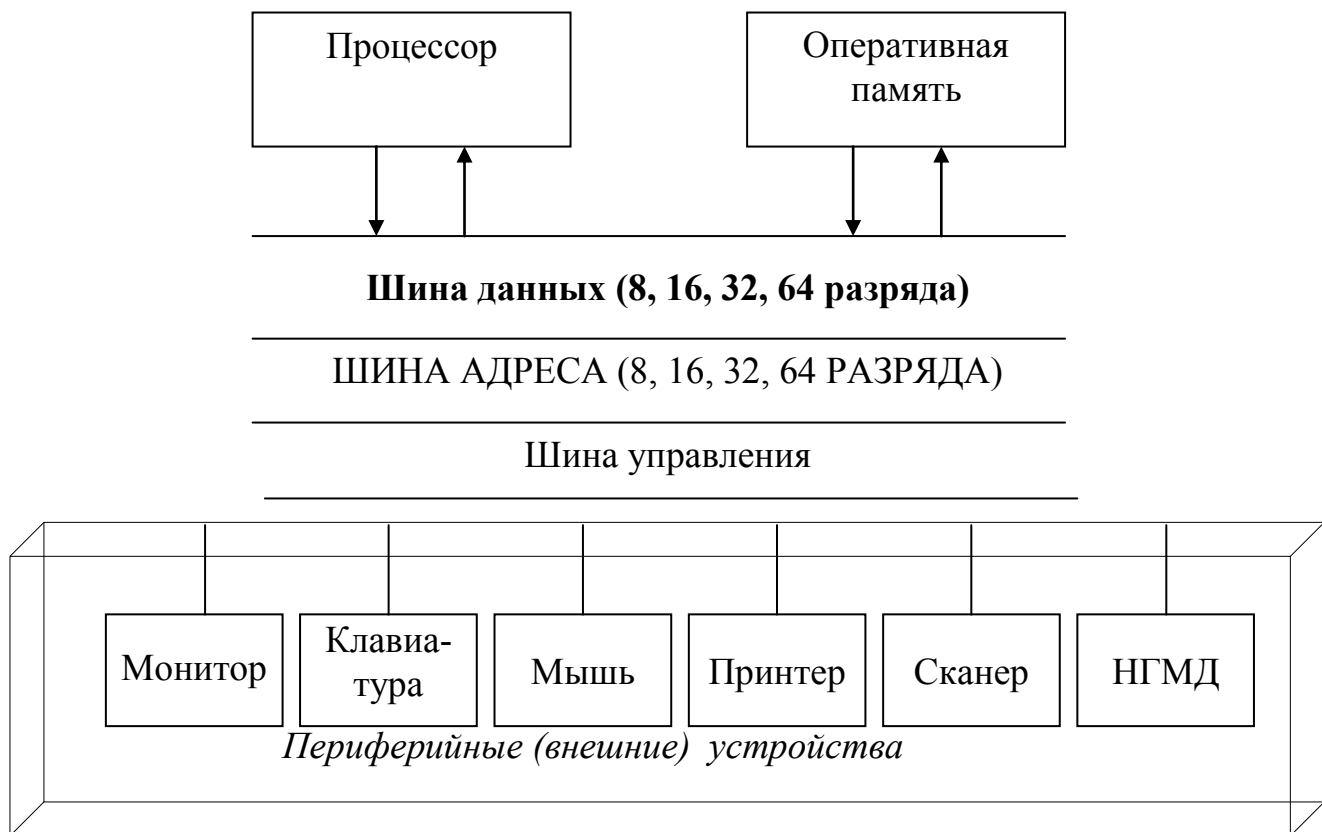 Процессор
Оперативная
память
Шина данных (8, 16, 32, 64 разряда)
ШИНА АДРЕСА (8, 16, 32, 64 РАЗРЯДА)
Шина управления
Монитор
Клавиа-
тура
Мышь
Принтер
Сканер
НГМД
Периферийные (внешние) устройства